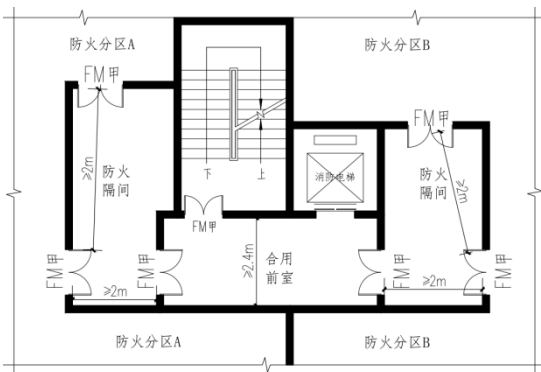 防火分区A
防火分区B
FM甲
FM甲
防火
隔间
≥2m
下
上
消防电梯
防火
隔间
≥2m
FM甲
≥2.4m
合用
前室
FM甲
FM甲
FM甲
FM甲
≥2m
≥2m
防火分区A
防火分区B